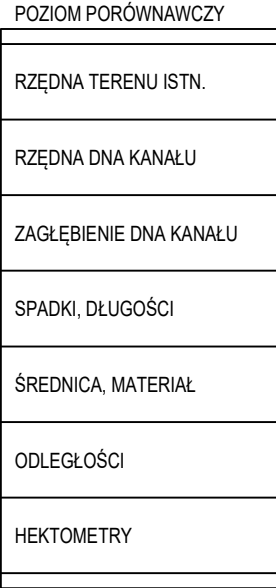 POZIOM PORÓWNAWCZY
RZĘDNA TERENU ISTN.
RZĘDNA DNA KANAŁU
ZAGŁĘBIENIE DNA KANAŁU
SPADKI, DŁUGOŚCI
ŚREDNICA, MATERIAŁ
ODLEGŁOŚCI
HEKTOMETRY